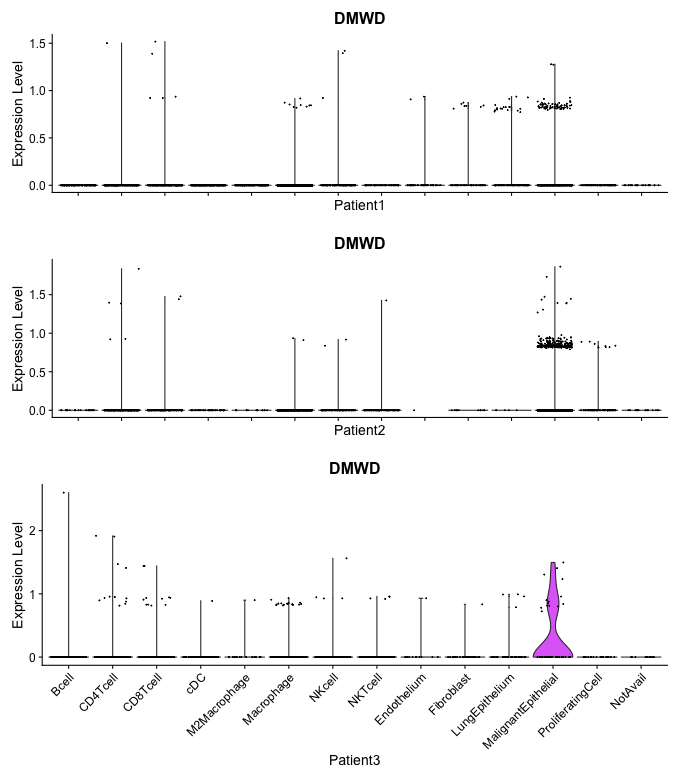 DMWD
Expression Level
1.5
1.0
0.5
0.0
Patient1
DMWD
Expression Level
1.5
1.0
0.5
0.0
Patient2
DMWD
Expression Level
2
1
0
Bcell
CD4Tcell
CD8Tcell
cDC
M2Macrophage
Macrophage
NKcell
NKTcell
Endothelium
Fibroblast
LungEpithelium
MalignantEpithelial
ProliferatingCell
NotAvail
Patient3